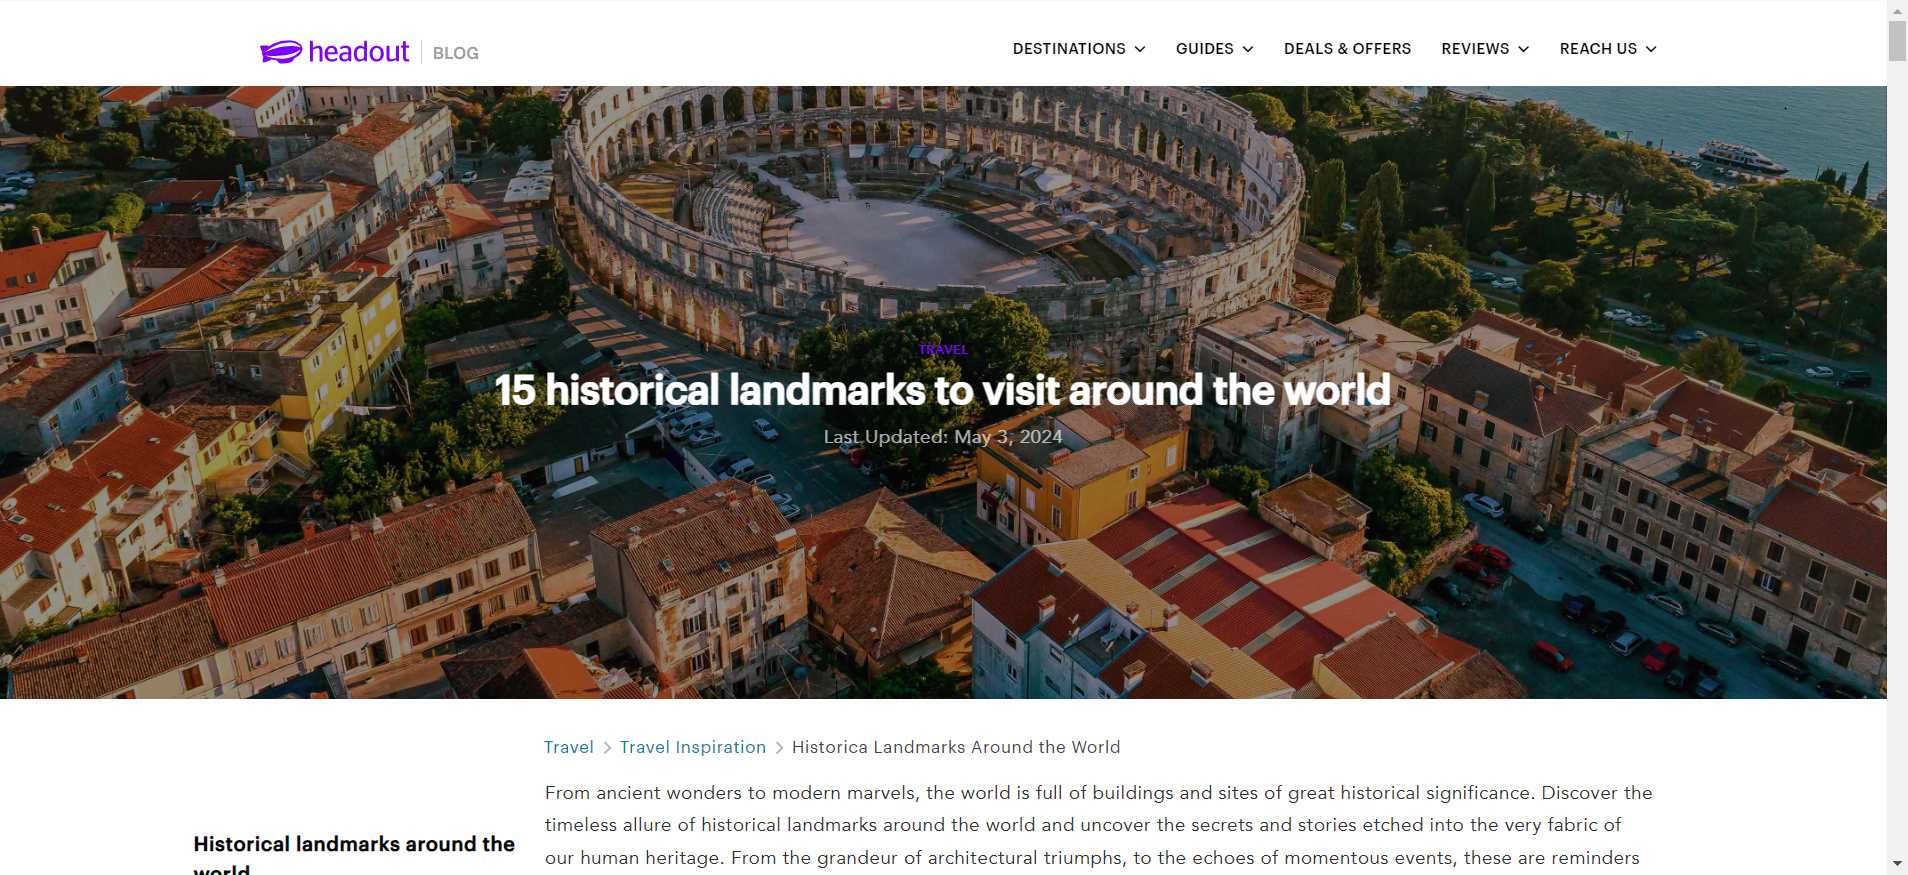 headout BLOG
DESTINATIONS GUIDES DEALS & OFFERS REVIEWS REACH US
TRAVEL
15 historical landmarks to visit around the world
Last Updated: May 3, 2024
Travel > Travel Inspiration > Historica Landmarks Around the World
From ancient wonders to modern marvels, the world is full of buildings and sites of great historical significance. Discover the
timeless allure of historical landmarks around the world and uncover the secrets and stories etched into the very fabric of
our human heritage. From the grandeur of architectural triumphs, to the echoes of momentous events, these are reminders
Historical landmarks around the
world